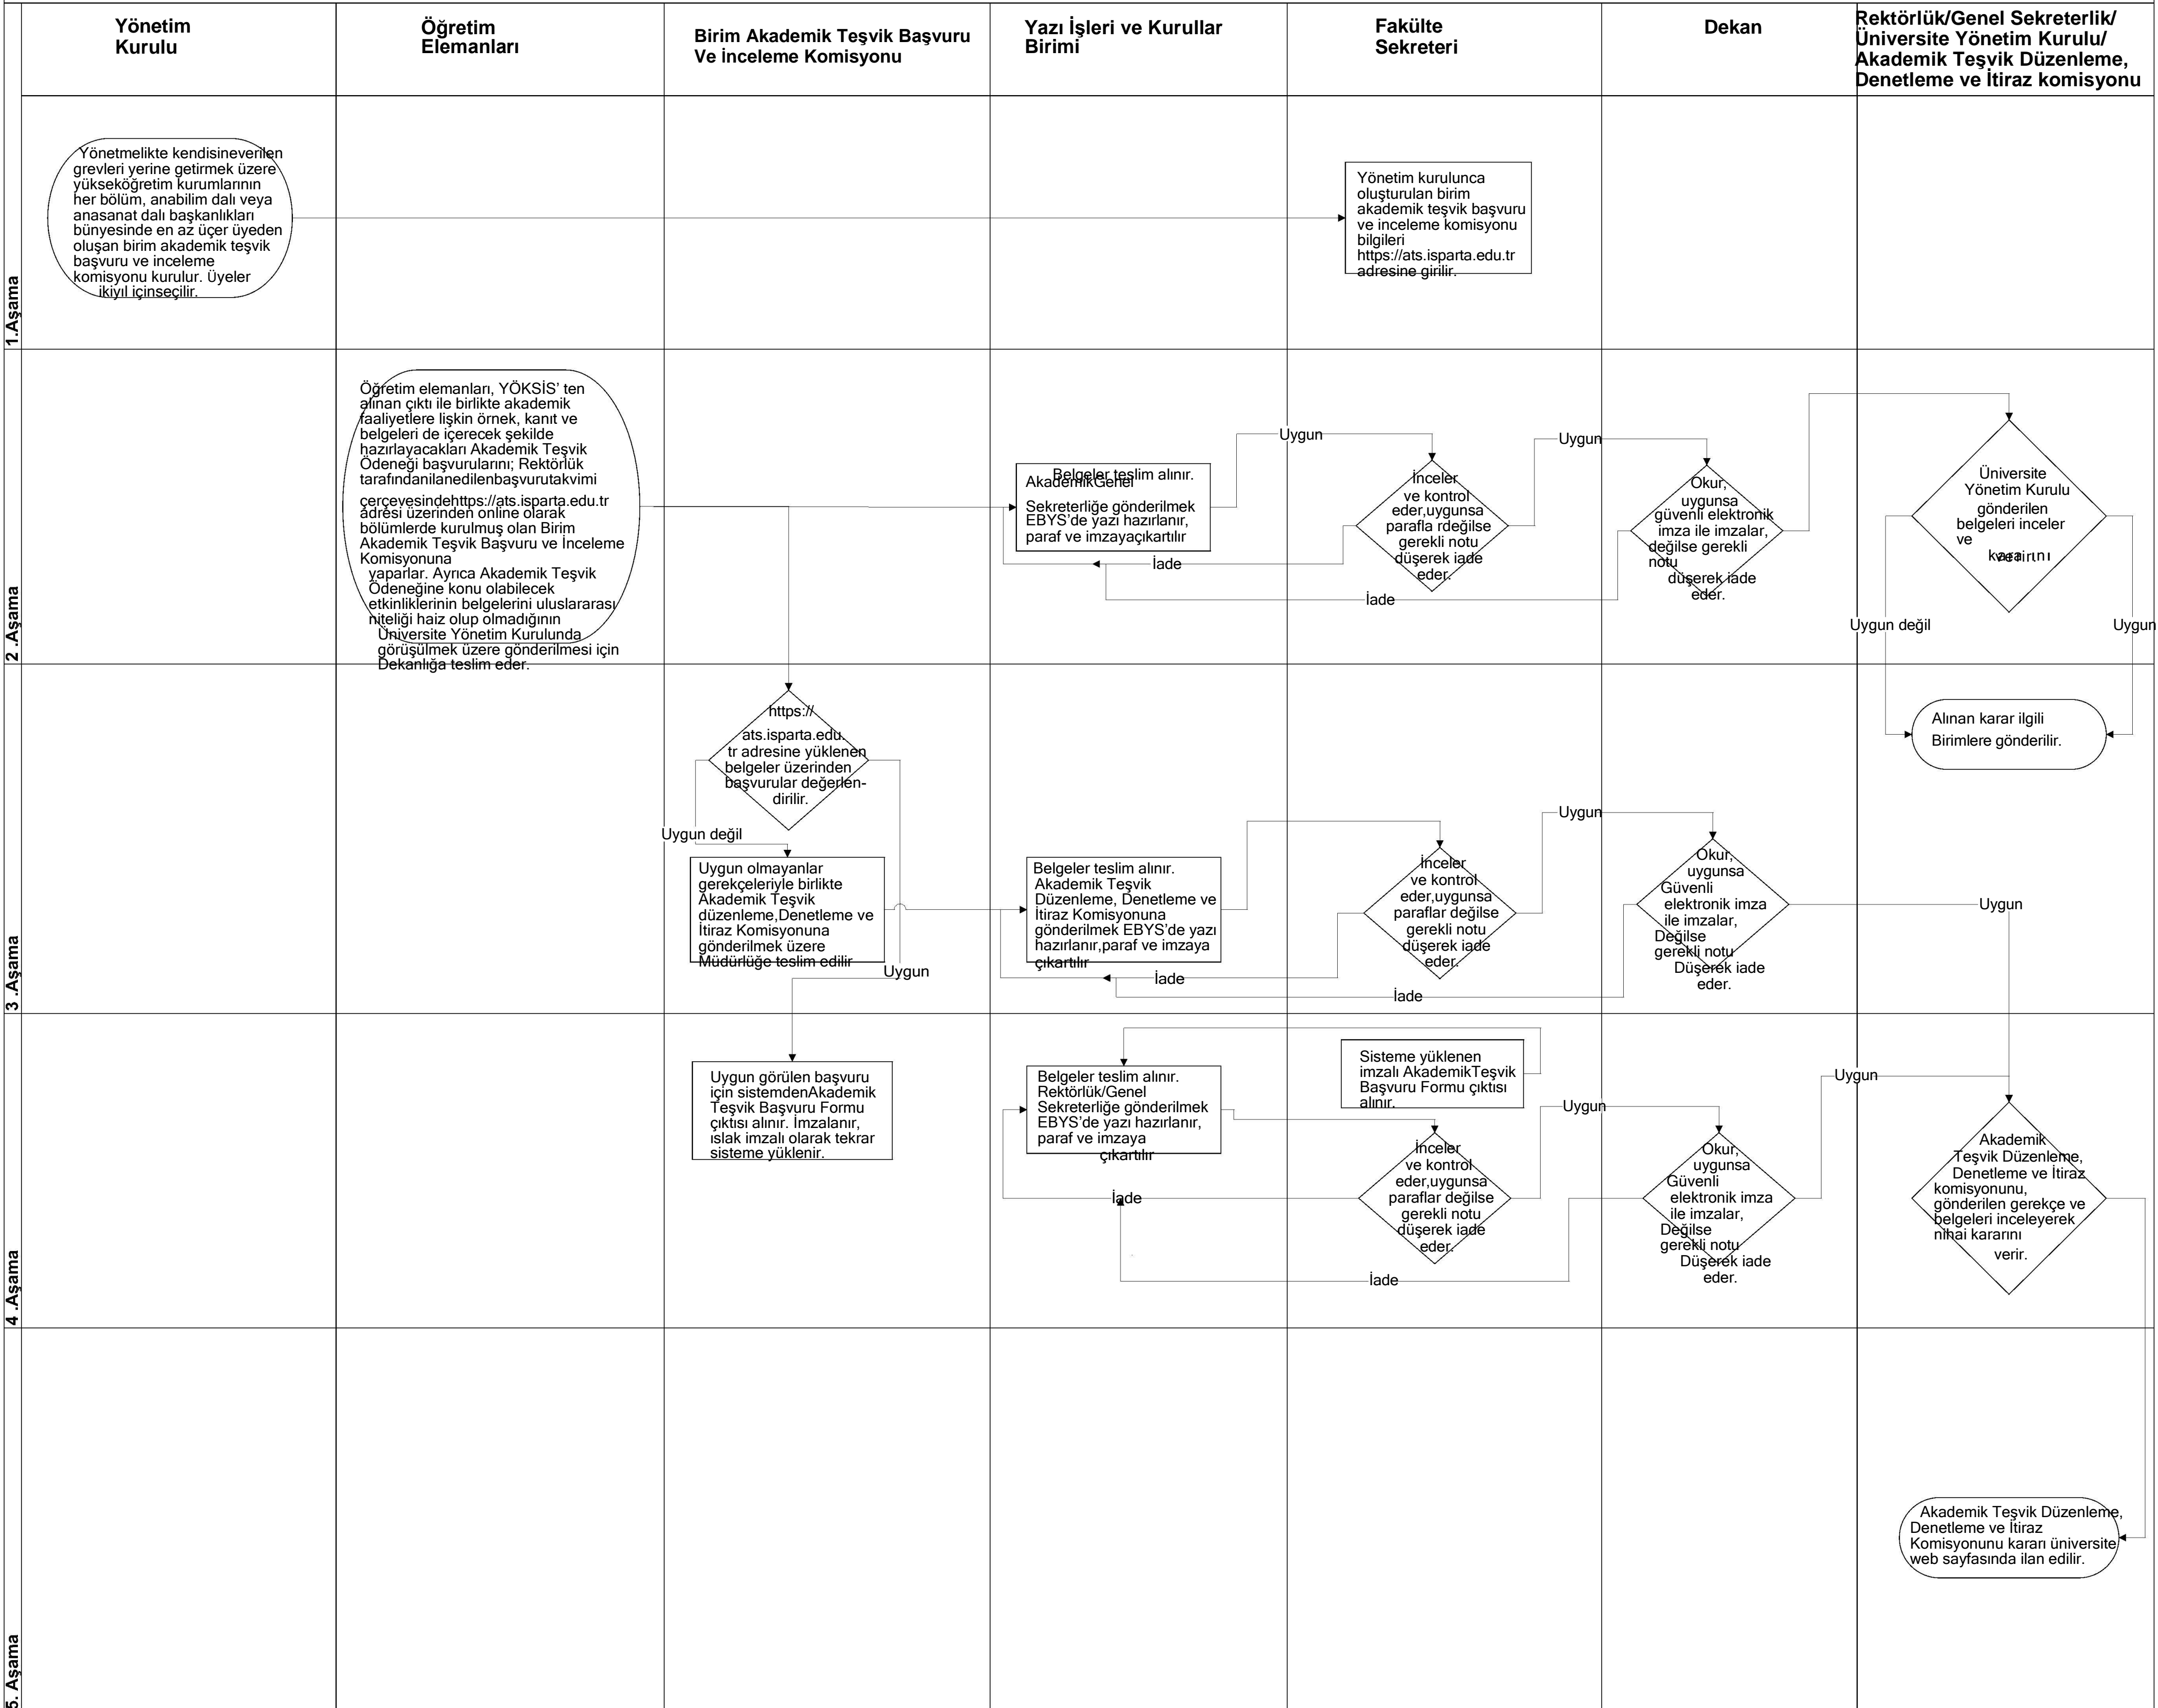 Yönetim
Kurulu
Öğretim
Elemanları
Birim Akademik Teşvik Başvuru
Ve İnceleme Komisyonu
Yazı İşleri ve Kurullar
Birimi
Fakülte
Sekreteri
Dekan
Rektörlük/Genel Sekreterlik/
Üniversite Yönetim Kurulu/
Akademik Teşvik Düzenleme,
Denetleme ve İtiraz komisyonu
1.Aşama
Yönetmelikte kendisineverilen
grevleri yerine getirmek üzere
yükseköğretim kurumlarının
her bölüm, anabilim dalı veya
anasanat dalı başkanlıkları
bünyesinde en az üçer üyeden
oluşan birim akademik teşvik
başvuru ve inceleme
komisyonu kurulur. Üyeler
ikiyıl içinseçilir.
Yönetim kurulunca
oluşturulan birim
akademik teşvik başvuru
ve inceleme komisyonu
bilgileri
https://ats.isparta.edu.tr
adresine girilir.
2 .Aşama
Öğretim elemanları, YÖKSİS' ten
alınan çıktı ile birlikte akademik
faaliyetlere lişkin örnek, kanıt ve
belgeleri de içerecek şekilde
hazırlayacakları Akademik Teşvik
Ödeneği başvurularını; Rektörlük
tarafındanilanedilenbaşvurutakvimi
çerçevesindehttps://ats.isparta.edu.tr
adresi üzerinden online olarak
bölümlerde kurulmuş olan Birim
Akademik Teşvik Başvuru ve İnceleme
Komisyonuna
yaparlar. Ayrıca Akademik Teşvik
Ödeneğine konu olabilecek
etkinliklerinin belgelerini uluslararası
niteliği haiz olup olmadığının
Üniversite Yönetim Kurulunda
görüşülmek üzere gönderilmesi için
Dekanlığa teslim eder.
Belgeler teslim alınır.
AkademikGenel
Sekreterliğe gönderilmek
EBYS'de yazı hazırlanır,
paraf ve imzayaçıkartılır
Uygun
İade
İnceler
ve kontrol
eder,uygunsa
parafla rdeğilse
gerekli notu
düşerek iade
eder.
Uygun
İade
Okur,
uygunsa
güvenli elektronik
imza ile imzalar,
değilse gerekli
notu
düşerek iade
eder.
Üniversite
Yönetim Kurulu
gönderilen
belgeleri inceler
ve
kararını
verir.
Uygun değil
Uygun
3 .Aşama
https://
ats.isparta.edu.
tr adresine yüklenen
belgeler üzerinden
başvurular değerlen-
dirilir.
Uygun değil
Uygun olmayanlar
gerekçeleriyle birlikte
Akademik Teşvik
düzenleme,Denetleme ve
İtiraz Komisyonuna
gönderilmek üzere
Müdürlüğe teslim edilir
Uygun
Belgeler teslim alınır.
Akademik Teşvik
Düzenleme, Denetleme ve
İtiraz Komisyonuna
gönderilmek EBYS'de yazı
hazırlanır,paraf ve imzaya
çıkartılır
İade
İnceler
ve kontrol
eder,uygunsa
paraflar değilse
gerekli notu
düşerek iade
eder.
Uygun
İade
Okur,
uygunsa
Güvenli
elektronik imza
ile imzalar,
Değilse
gerekli notu
Düşerek iade
eder.
Alınan karar ilgili
Birimlere gönderilir.
Uygun
4 .Aşama
Uygun görülen başvuru
için sistemdenAkademik
Teşvik Başvuru Formu
çıktısı alınır. İmzalanır,
ıslak imzalı olarak tekrar
sisteme yüklenir.
Belgeler teslim alınır.
Rektörlük/Genel
Sekreterliğe gönderilmek
EBYS'de yazı hazırlanır,
paraf ve imzaya
çıkartılır
İade
Sisteme yüklenen
imzalı AkademikTeşvik
Başvuru Formu çıktısı
alınır.
İnceler
ve kontrol
eder,uygunsa
paraflar değilse
gerekli notu
düşerek iade
eder.
İade
Uygun
Okur,
uygunsa
Güvenli
elektronik imza
ile imzalar,
Değilse
gerekli notu
Düşerek iade
eder.
Uygun
Akademik
Teşvik Düzenleme,
Denetleme ve İtiraz
komisyonunu,
gönderilen gerekçe ve
belgeleri inceleyerek
nihai kararını
verir.
5. Aşama
Akademik Teşvik Düzenleme,
Denetleme ve İtiraz
Komisyonunu kararı üniversite
web sayfasında ilan edilir.